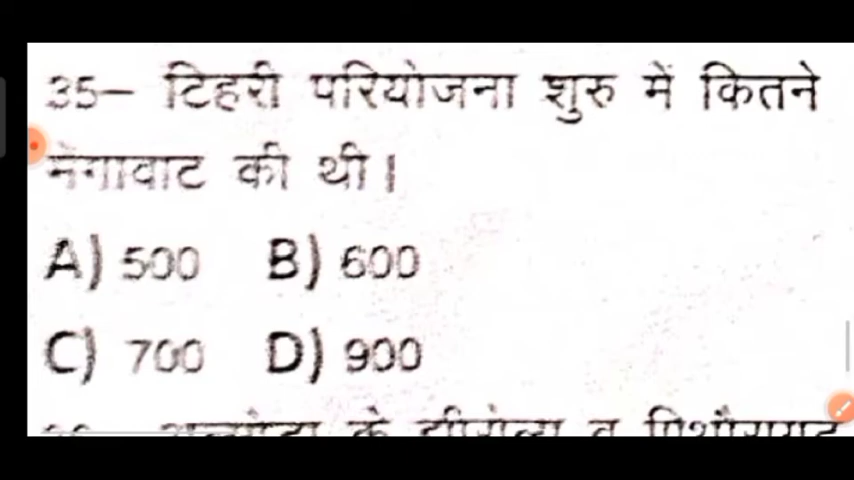 35- टिहरी परियोजना शुरु में कितने
मेगावाट की थी।
A) 500 B) 600
C) 700 D) 900